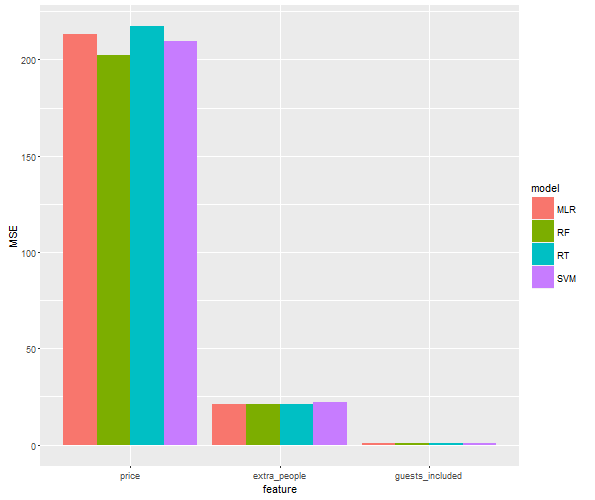 200
150
100
50
0
MSE
price
extra_people
guests_included
feature
model
MLR
RF
RT
SVM